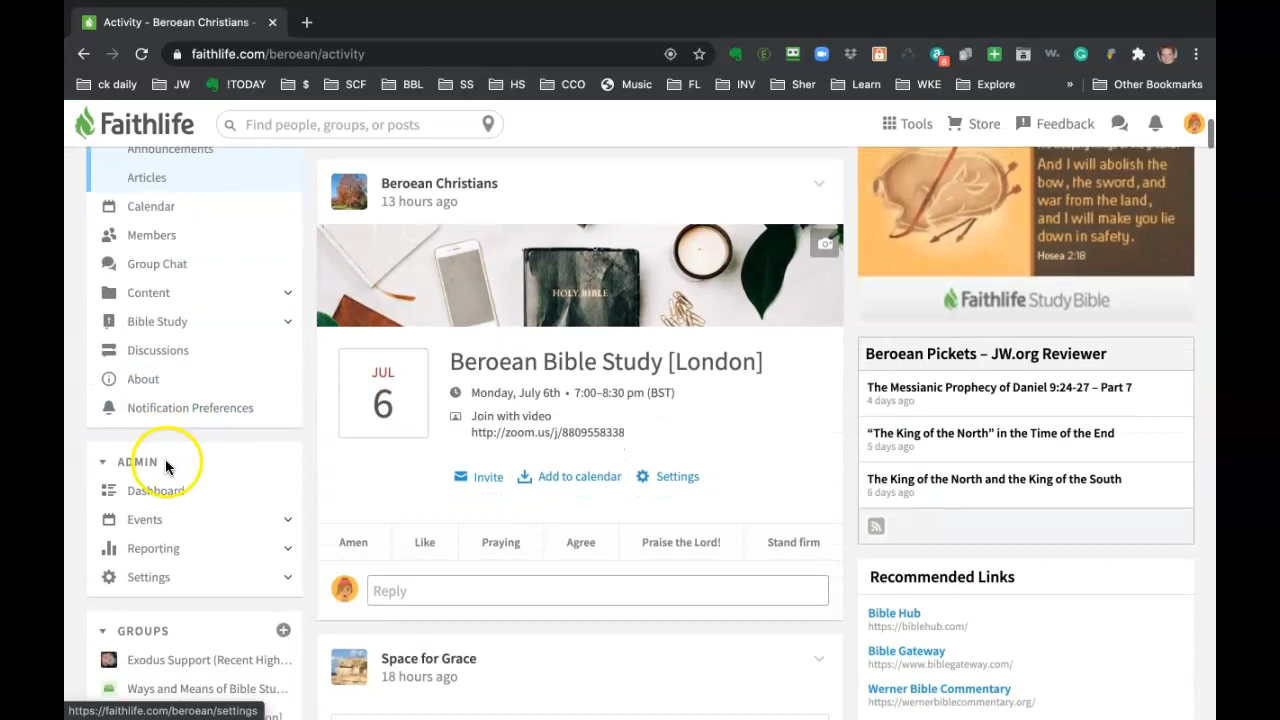 Activity – Beroean Christians -
faithlife.com/beroean/activity
8
ck daily
JW
!TODAY
$
SCF
BBL
SS
HS
CCO
Music
FL
INV
Sher
Learn
WKE
Explore
»
Other Bookmarks
Faithlife
Find people, groups, or posts
Tools
Store
Feedback
Announcements
Articles
Calendar
Members
Group Chat
Content
Bible Study
Discussions
About
Notification Preferences
ADMIN
Dashboard
Events
Reporting
Settings
GROUPS
Exodus Support (Recent High...
Ways and Means of Bible Stu...
https://faithlife.com/beroean/settings
Beroean Christians
13 hours ago
HOLY BIBLE
JUL
6
Beroean Bible Study [London]
Monday, July 6th • 7:00–8:30 pm (BST)
Join with video
http://zoom.us/j/8809558338
Invite
Add to calendar
Settings
Amen
Like
Praying
Agree
Praise the Lord!
Stand firm
Reply
Space for Grace
18 hours ago
And I will abolish the
bow, the sword, and
war from the land,
and I will make you lie
down in safety.
Hosea 2:18
Faithlife Study Bible
Beroean Pickets – JW.org Reviewer
The Messianic Prophecy of Daniel 9:24-27 – Part 7
4 days ago
“The King of the North” in the Time of the End
5 days ago
The King of the North and the King of the South
6 days ago
Recommended Links
Bible Hub
https://biblehub.com/
Bible Gateway
https://www.biblegateway.com/
Werner Bible Commentary
https://wernerbiblecommentary.org/